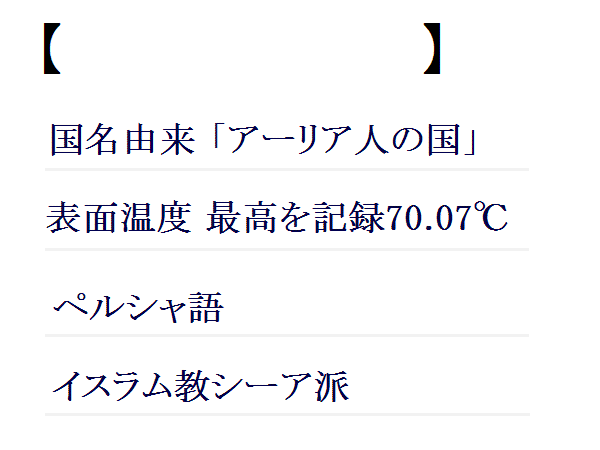 【 】
国名由来「アーリア人の国」
表面温度 最高を記録70.07℃
ペルシャ語
イスラム教シーア派